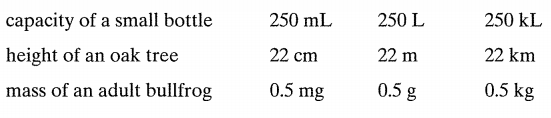 capacity of a small bottle 250 mL 250 L 250 kL
height of an oak tree 22 cm 22 m 22 km
mass of an adult bullfrog 0.5 mg 0.5 g 0.5 kg